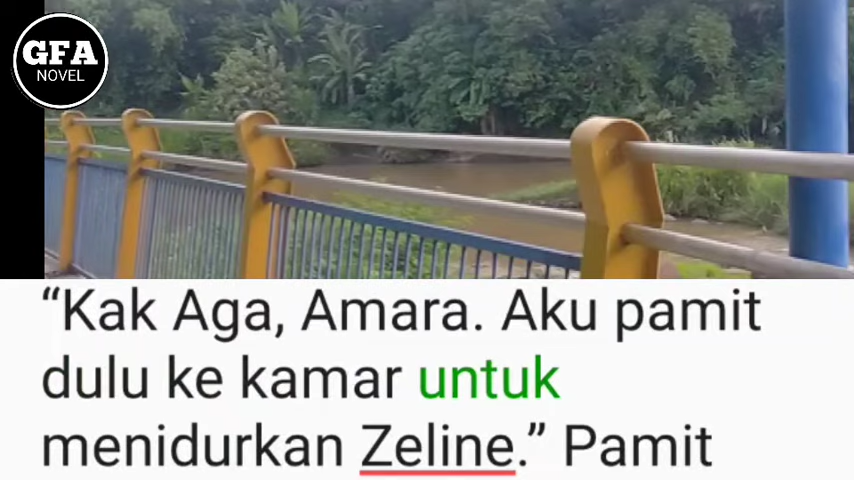 GFA
NOVEL
“Kak Aga, Amara. Aku pamit
dulu ke kamar untuk
menidurkan Zeline.” Pamit